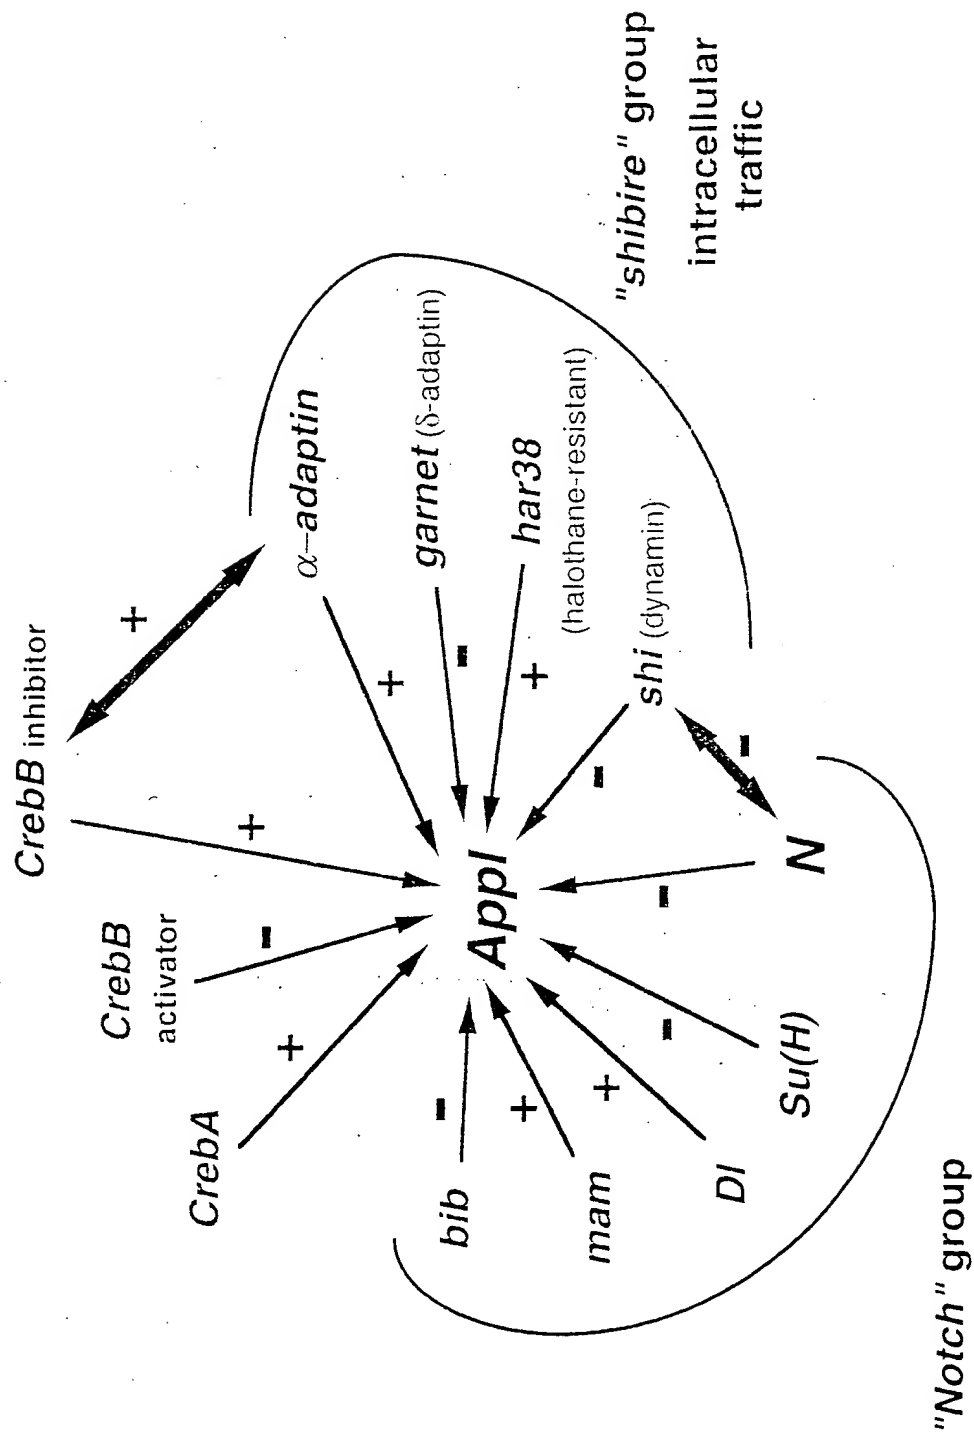 CrebB inhibitor
+
CrebB
activator
-
+
CrebA
+
α-adaptin
+
garnet (δ-adaptin)
-
har38
(halothane-resistant)
+
shi (dynamin)
-
-
Appl
bib
-
mam
+
Dl
+
Su(H)
-
N
-
"shibire" group
intracellular
traffic
"Notch" group